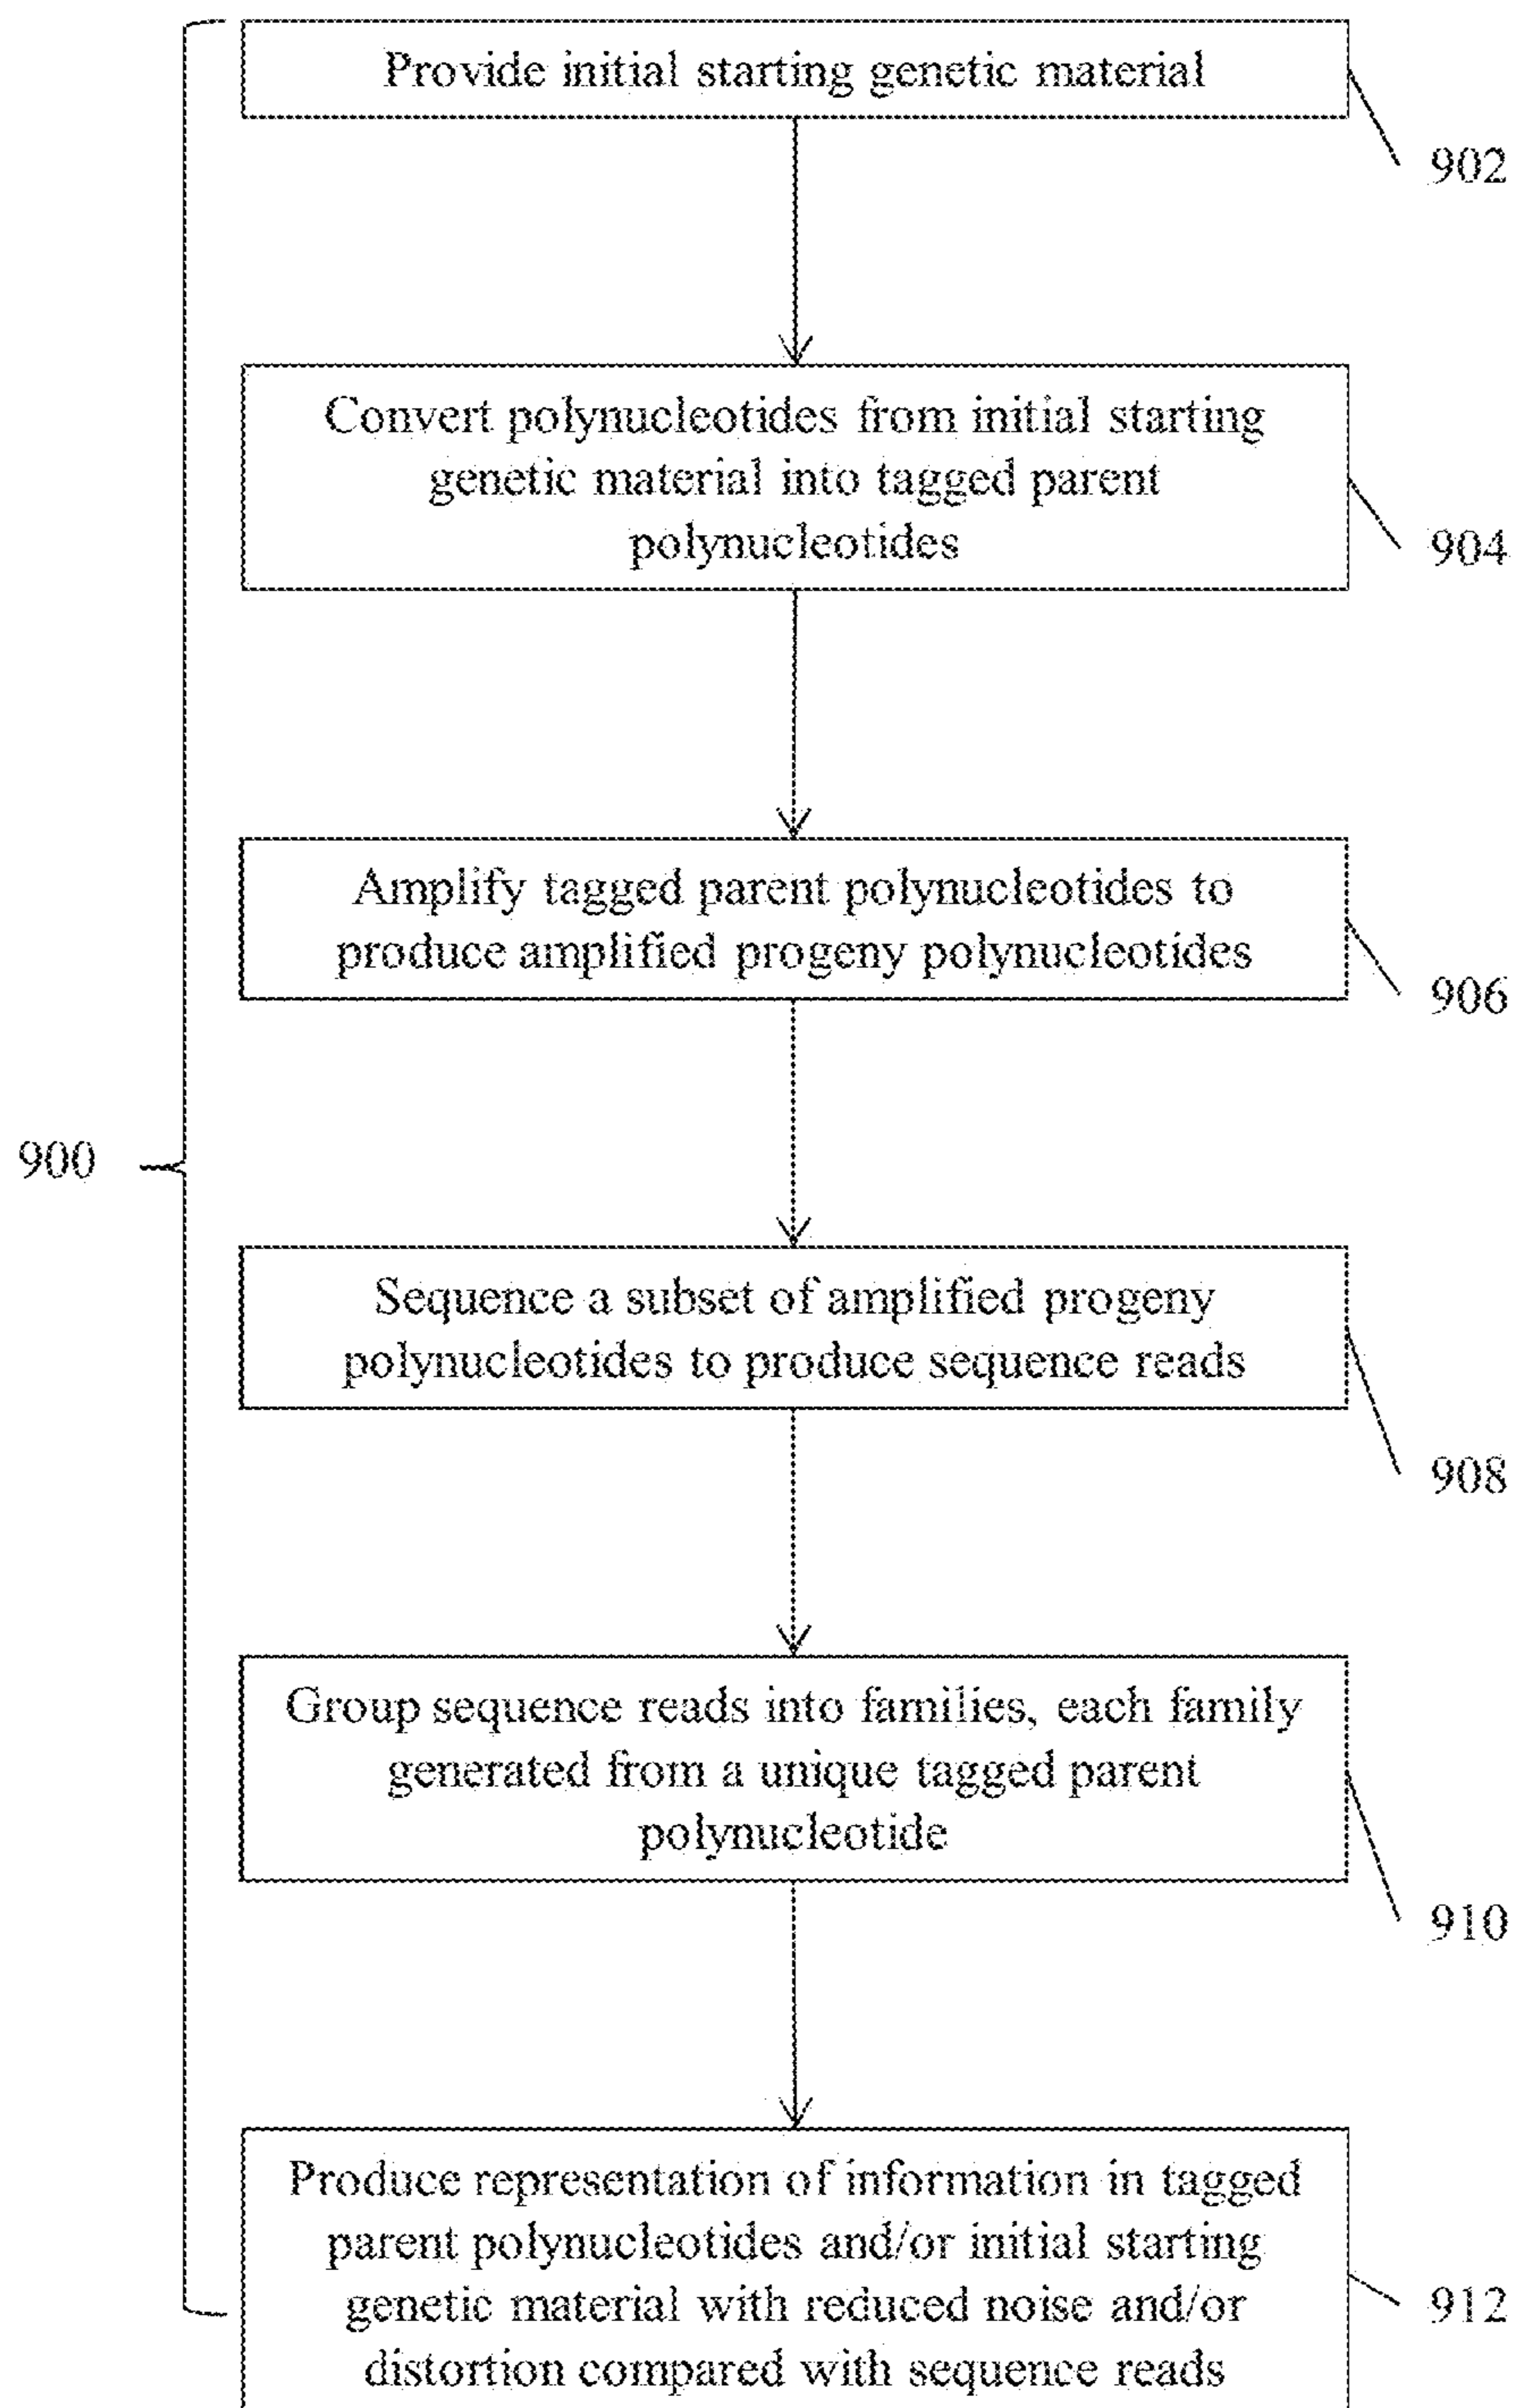 Provide initial starting genetic material
902
Convert polynucleotides from initial starting
genetic material into tagged parent
polynucleotides
904
Amplify tagged parent polynucleotides to
produce amplified progeny polynucleotides
906
900
Sequence a subset of amplified progeny
polynucleotides to produce sequence reads
908
Group sequence reads into families, each family
generated from a unique tagged parent
polynucleotide
910
Produce representation of information in tagged
parent polynucleotides and/or initial starting
genetic material with reduced noise and/or
distortion compared with sequence reads
912